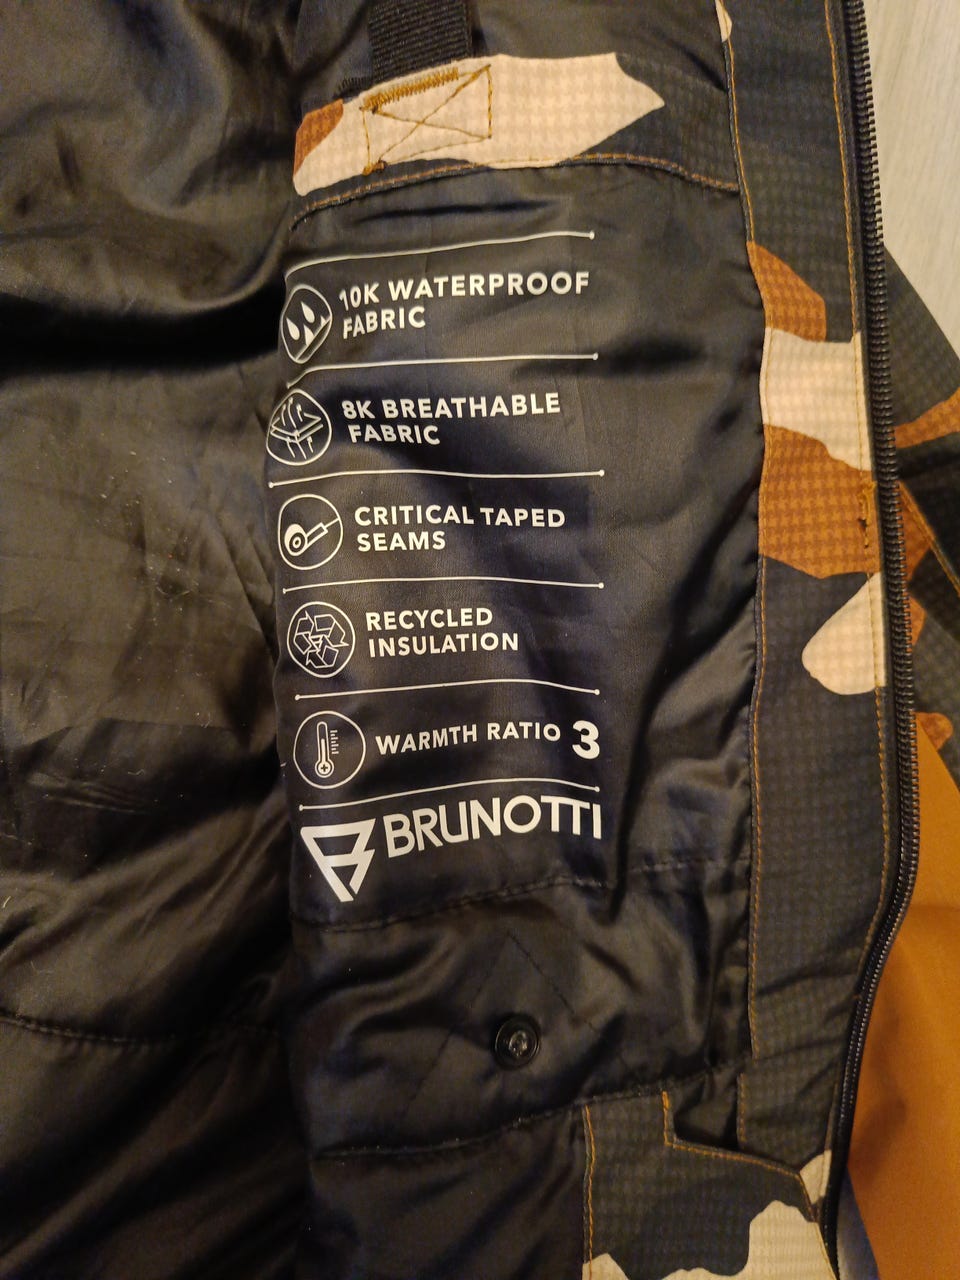 10K WATERPROOF
FABRIC
8K BREATHABLE
FABRIC
CRITICAL TAPED
SEAMS
RECYCLED
INSULATION
WARMTH RATIO 3
BRUNOTTI